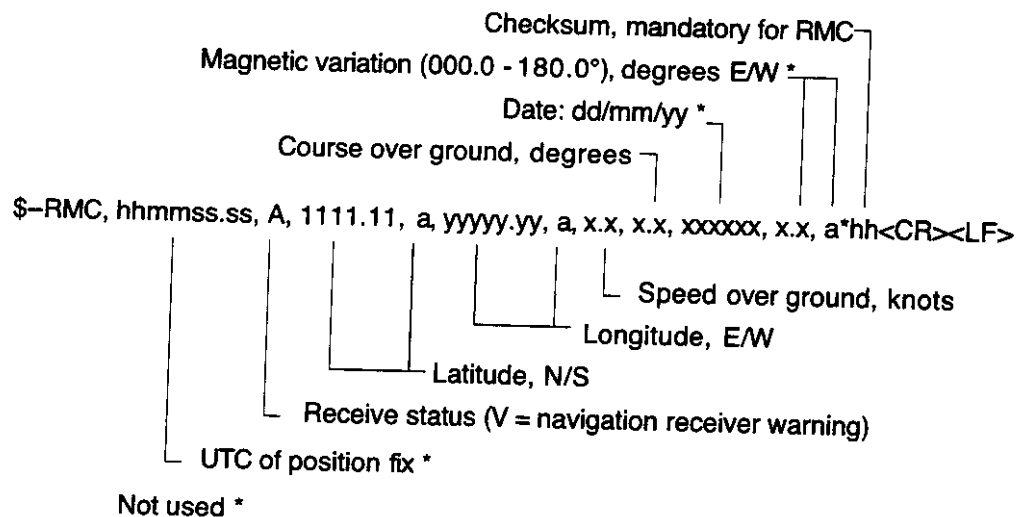 Checksum, mandatory for RMC
Magnetic variation (000.0 - 180.0°), degrees E/W *
Date: dd/mm/yy *
Course over ground, degrees
$–RMC, hhmmss.ss, A, 1111.11, a, yyyyy.yy, a, x.x, x.x, xxxxxx, x.x, a*hh<CR><LF>
Speed over ground, knots
Longitude, E/W
Latitude, N/S
Receive status (V = navigation receiver warning)
UTC of position fix *
Not used *